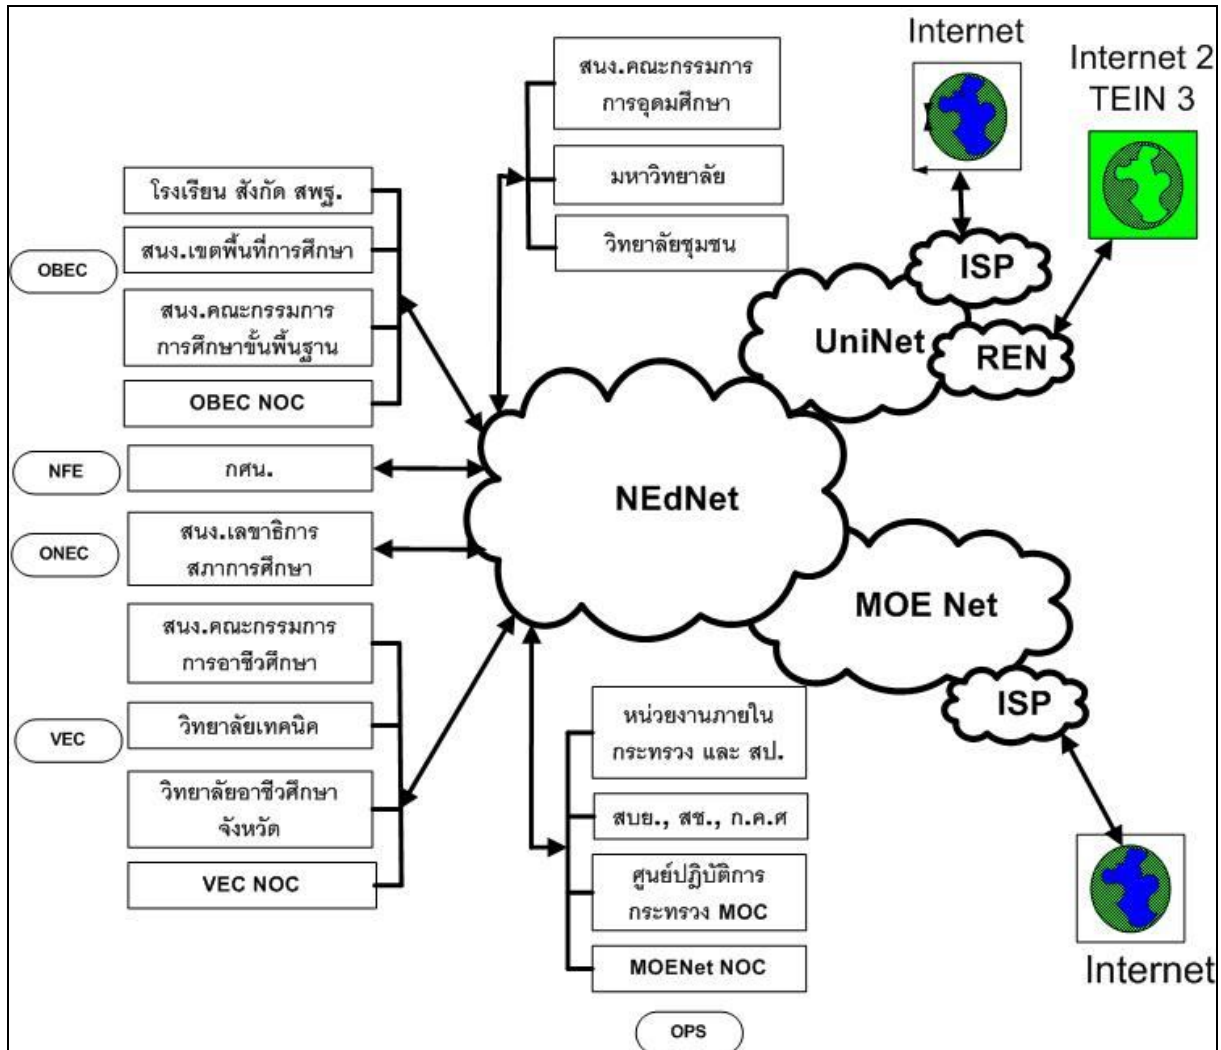 Internet
Internet 2
TEIN 3
สนง.คณะกรรมการ
การอุดมศึกษา
มหาวิทยาลัย
วิทยาลัยชุมชน
ISP
UniNet
REN
OBEC
โรงเรียน สังกัด สพฐ.
สนง.เขตพื้นที่การศึกษา
สนง.คณะกรรมการ
การศึกษาขั้นพื้นฐาน
OBEC NOC
NFE
กศน.
ONEC
สนง.เลขาธิการ
สภาการศึกษา
NEdNet
MOE Net
ISP
Internet
VEC
สนง.คณะกรรมการ
การอาชีวศึกษา
วิทยาลัยเทคนิค
วิทยาลัยอาชีวศึกษา
จังหวัด
VEC NOC
หน่วยงานภายใน
กระทรวง และ สป.
สบย., สช., ก.ค.ศ
ศูนย์ปฎิบัติการ
กระทรวง MOC
MOENet NOC
OPS